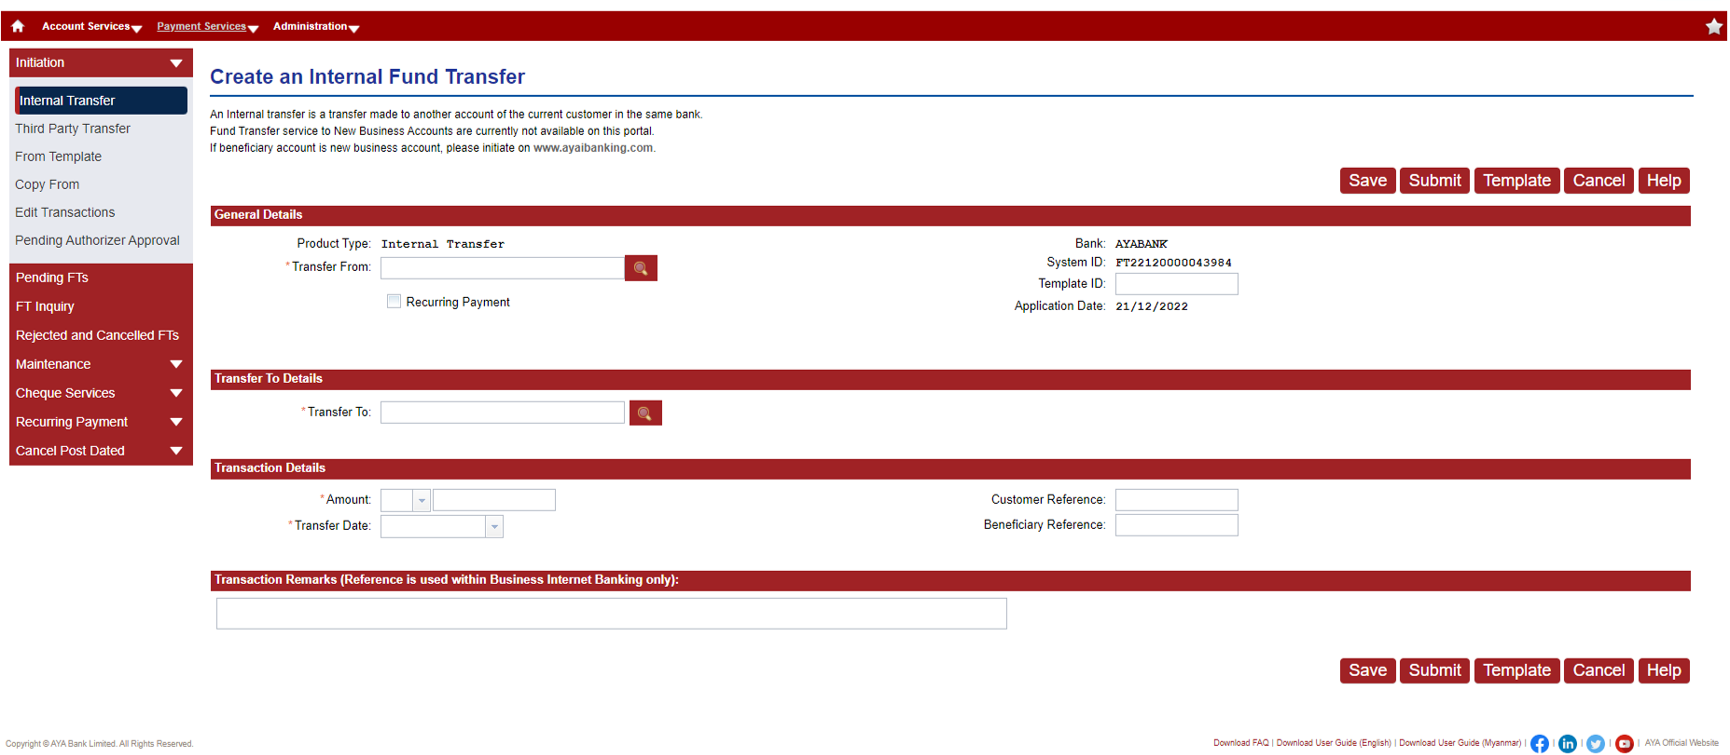 Account Services Payment Services Administration
Initiation
Internal Transfer
Third Party Transfer
From Template
Copy From
Edit Transactions
Pending Authorizer Approval
Pending FTs
FT Inquiry
Rejected and Cancelled FTs
Maintenance
Cheque Services
Recurring Payment
Cancel Post Dated
Create an Internal Fund Transfer
An Internal transfer is a transfer made to another account of the current customer in the same bank.
Fund Transfer service to New Business Accounts are currently not available on this portal.
If beneficiary account is new business account, please initiate on www.ayaibanking.com.
Save Submit Template Cancel Help
General Details
Product Type: Internal Transfer
*Transfer From:
Recurring Payment
Bank: AYABANK
System ID: FT22120000043984
Template ID:
Application Date: 21/12/2022
Transfer To Details
*Transfer To:
Transaction Details
*Amount:
*Transfer Date:
Customer Reference:
Beneficiary Reference:
Transaction Remarks (Reference is used within Business Internet Banking only):
Save Submit Template Cancel Help
Copyright © AYA Bank Limited. All Rights Reserved.
Download FAQ | Download User Guide (English) | Download User Guide (Myanmar) | f | in | | | AYA Official Website